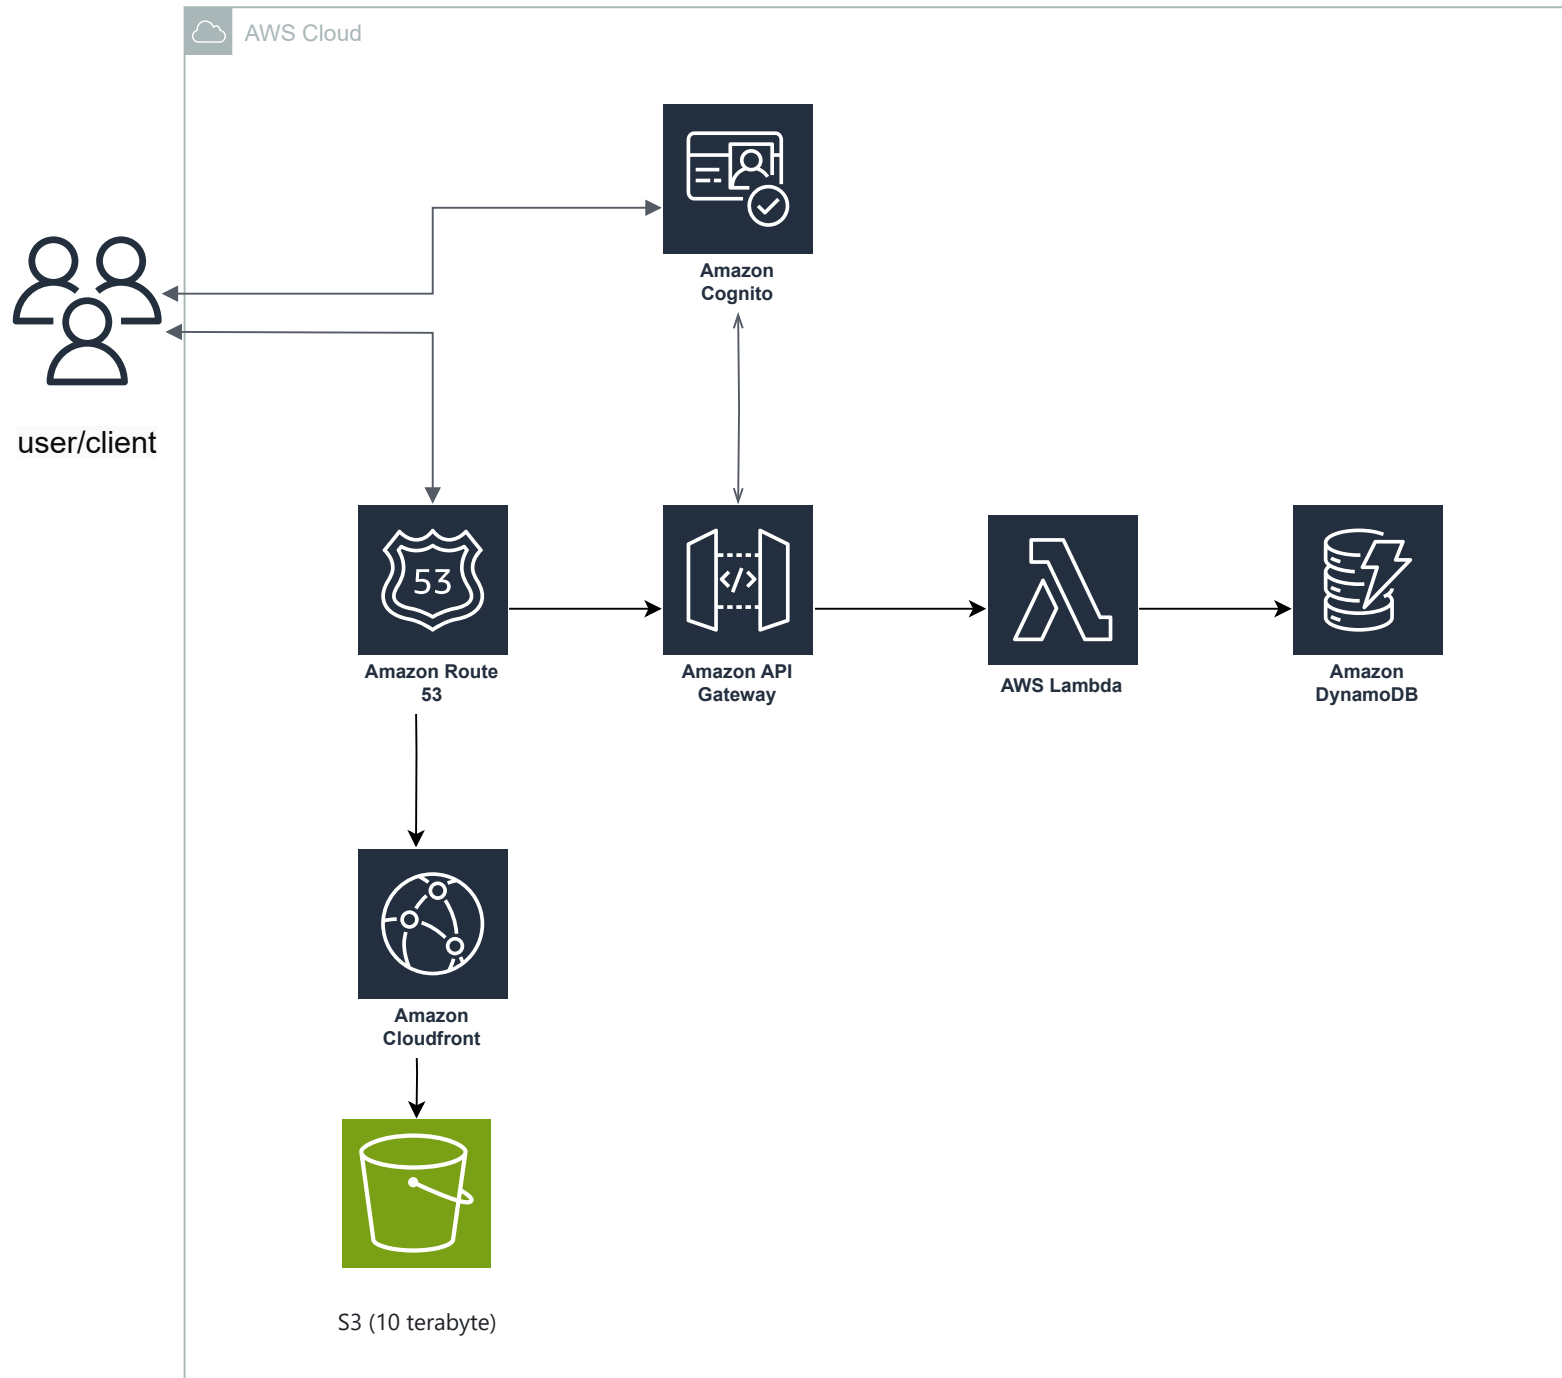 AWS Cloud
Amazon
Cognito
user/client
53
Amazon Route
53
</>
Amazon API
Gateway
AWS Lambda
Amazon
DynamoDB
Amazon
Cloudfront
S3 (10 terabyte)